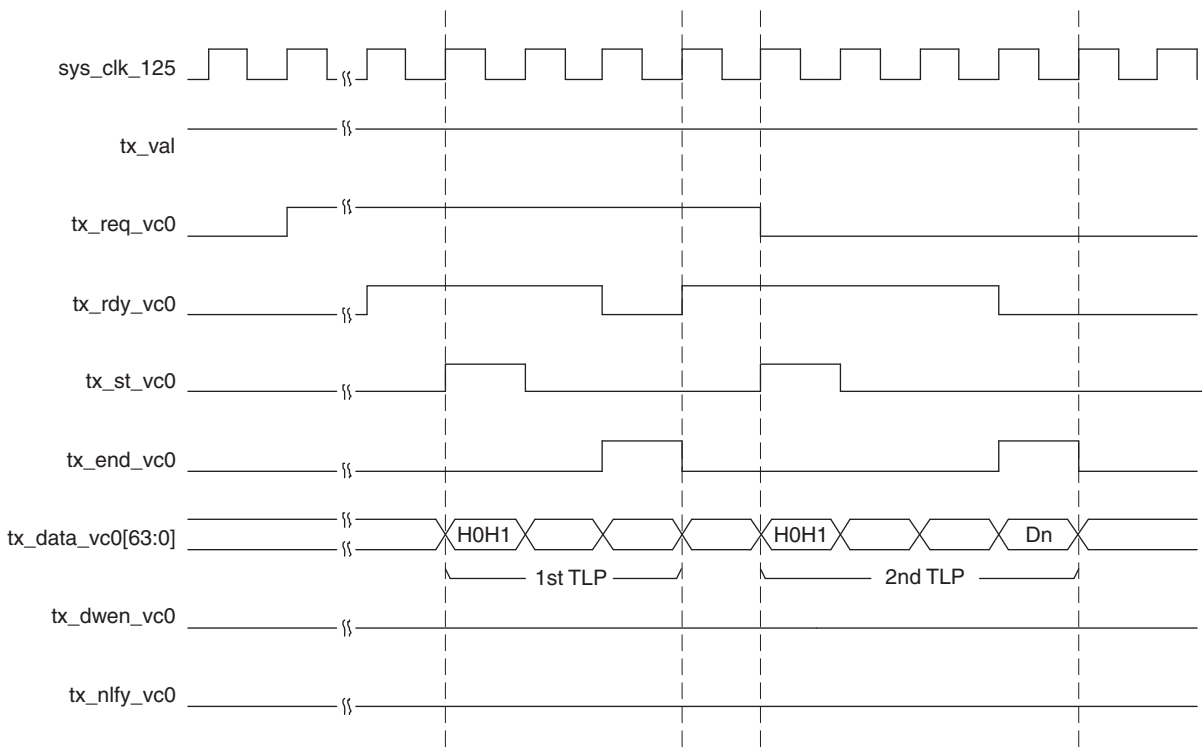 sys_clk_125
tx_val
tx_req_vc0
tx_rdy_vc0
tx_st_vc0
tx_end_vc0
tx_data_vc0[63:0]
H0H1
H0H1
Dn
1st TLP
2nd TLP
tx_dwen_vc0
tx_nlfy_vc0